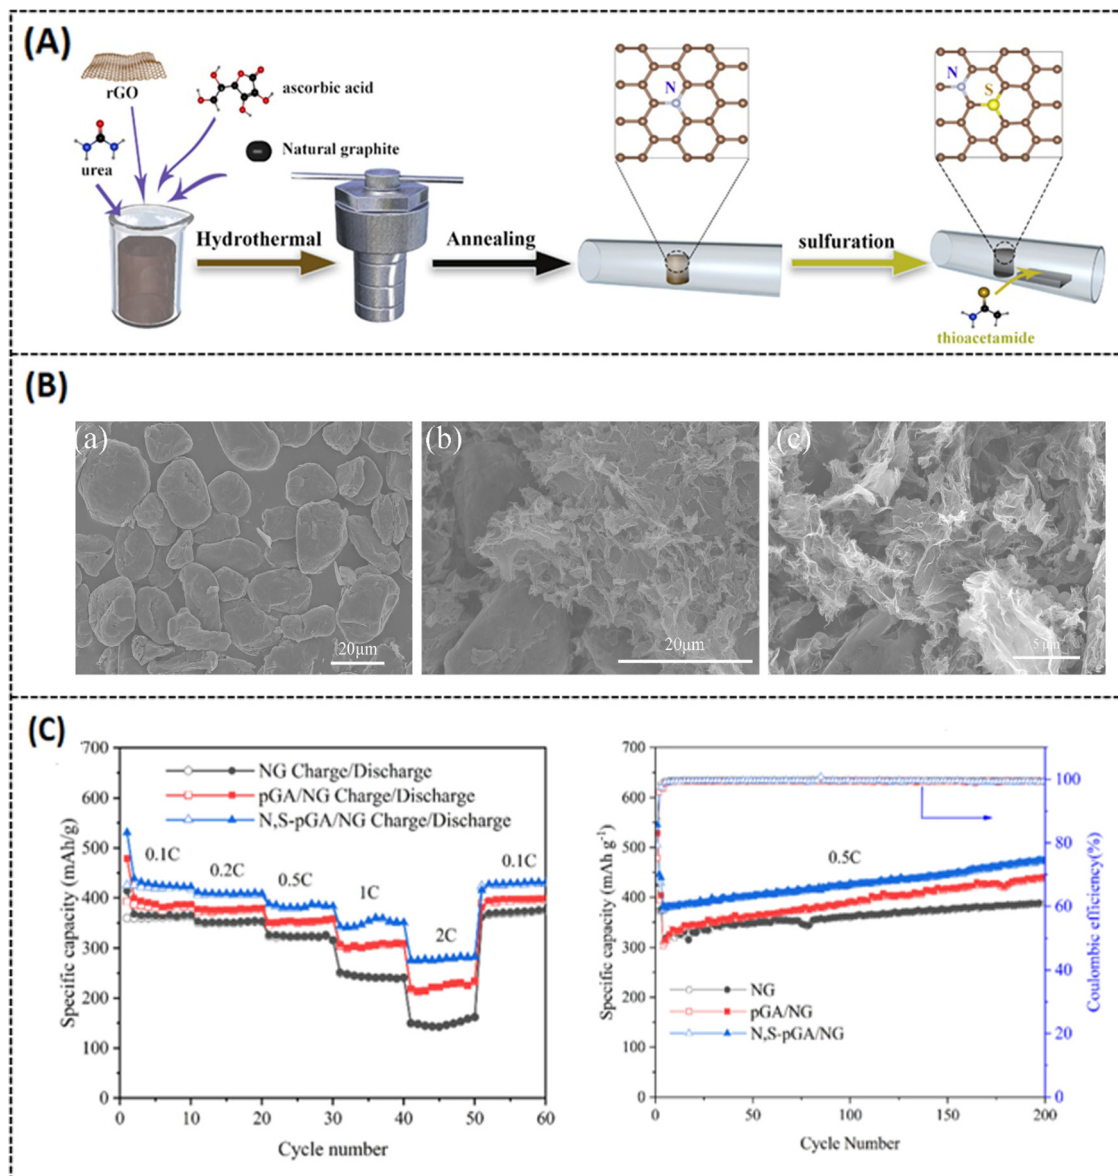 (A)
rGO
ascorbic acid
urea
Natural graphite
Hydrothermal
Annealing
sulfuration
N
N
S
thioacetamide
(B)
(a)
20μm
(b)
20μm
(c)
5 μm
(C)
NG Charge/Discharge
pGA/NG Charge/Discharge
N,S-pGA/NG Charge/Discharge
0.1C
0.2C
0.5C
1C
2C
0.1C
Specific capacity (mAh/g)
700
600
500
400
300
200
100
0
0 10 20 30 40 50 60
Cycle number
Specific capacity (mAh g⁻¹)
700
600
500
400
300
200
100
0
0.5C
NG
pGA/NG
N,S-pGA/NG
0 50 100 150 200
Cycle Number
100
80
60
40
20
0
Coulombic efficiency(%)